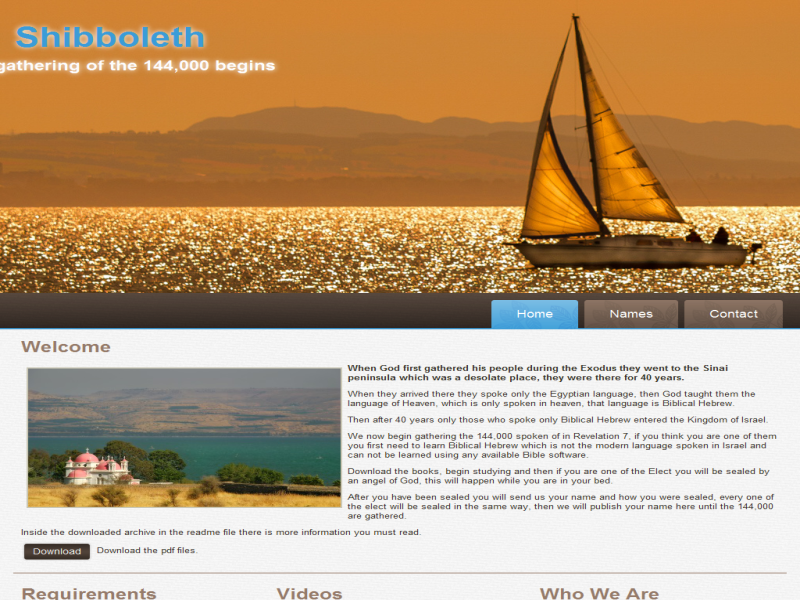 Shibboleth
gathering of the 144,000 begins
Home
Names
Contact
Welcome
When God first gathered his people during the Exodus they went to the Sinai
peninsula which was a desolate place, they were there for 40 years.
When they arrived there they spoke only the Egyptian language, then God taught them the
language of Heaven, which is only spoken in heaven, that language is Biblical Hebrew.
Then after 40 years only those who spoke only Biblical Hebrew entered the Kingdom of Israel.
We now begin gathering the 144,000 spoken of in Revelation 7, if you think you are one of them
you first need to learn Biblical Hebrew which is not the modern language spoken in Israel and
can not be learned using any available Bible software.
Download the books, begin studying and then if you are one of the Elect you will be sealed by
an angel of God, this will happen while you are in your bed.
After you have been sealed you will send us your name and how you were sealed, every one of
the elect will be sealed in the same way, then we will publish your name here until the 144,000
are gathered.
Inside the downloaded archive in the readme file there is more information you must read.
Download
Download the pdf files.
Requirements
Videos
Who We Are